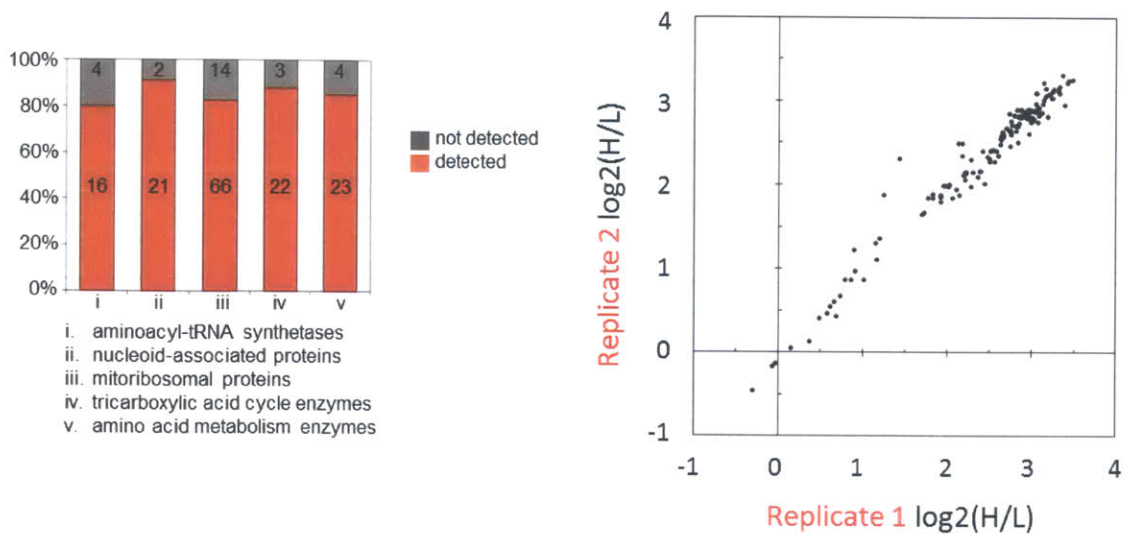 100%
80%
60%
40%
20%
0%
4
2
14
3
4
16
21
66
22
23
i
ii
iii
iv
v
not detected
detected
i. aminoacyl-tRNA synthetases
ii. nucleoid-associated proteins
iii. mitoribosomal proteins
iv. tricarboxylic acid cycle enzymes
v. amino acid metabolism enzymes
Replicate 2 log2(H/L)
4
3
2
1
0
-1
-1
0
1
2
3
4
Replicate 1 log2(H/L)